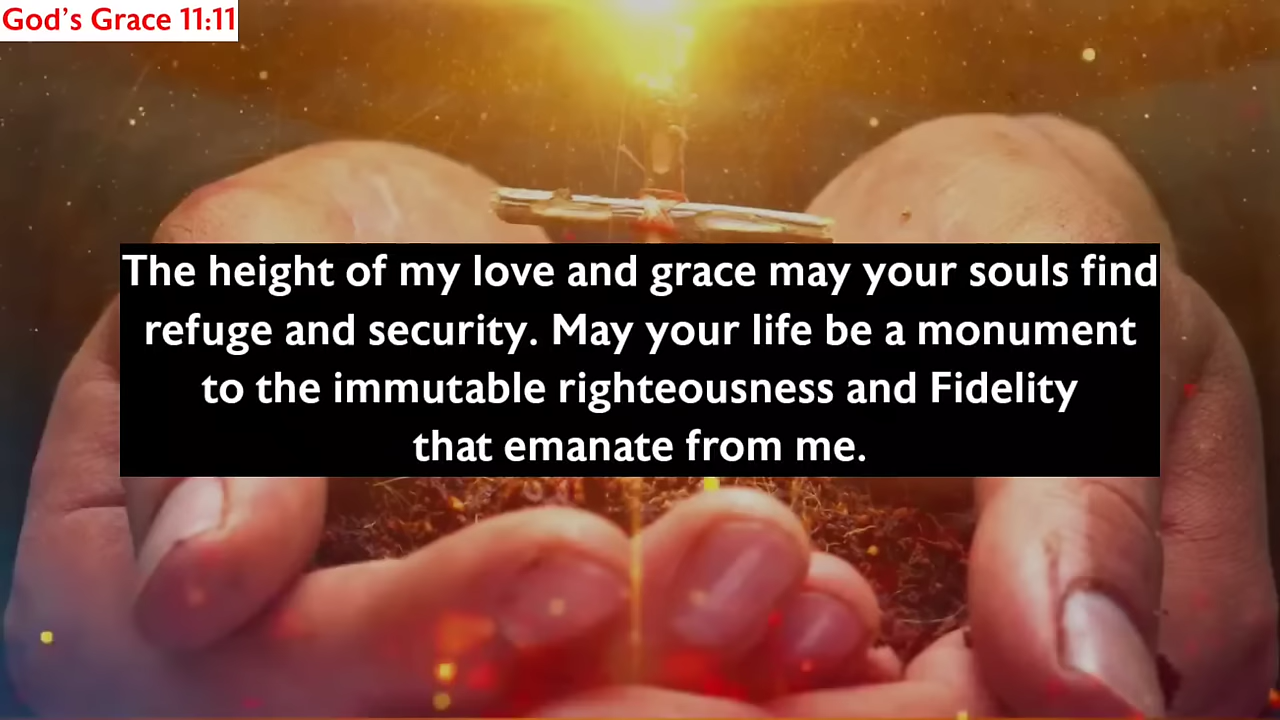 God's Grace 11:11
The height of my love and grace may your souls find
refuge and security. May your life be a monument
to the immutable righteousness and Fidelity
that emanate from me.